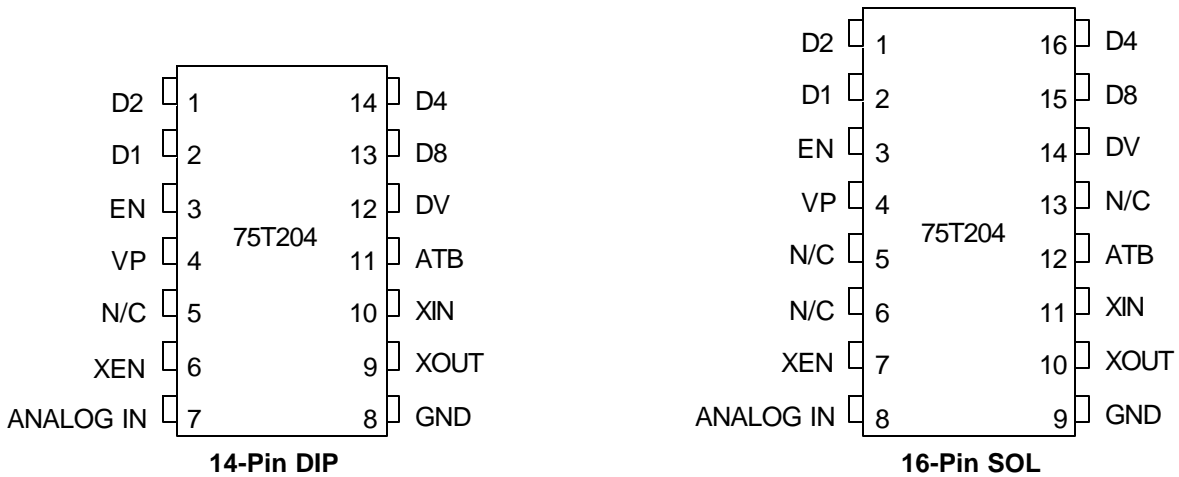 D2 1 14 D4
D1 2 13 D8
EN 3 12 DV
75T204
VP 4 11 ATB
N/C 5 10 XIN
XEN 6 9 XOUT
ANALOG IN 7 8 GND
14-Pin DIP
D2 1 16 D4
D1 2 15 D8
EN 3 14 DV
VP 4 13 N/C
75T204
N/C 5 12 ATB
N/C 6 11 XIN
XEN 7 10 XOUT
ANALOG IN 8 9 GND
16-Pin SOL